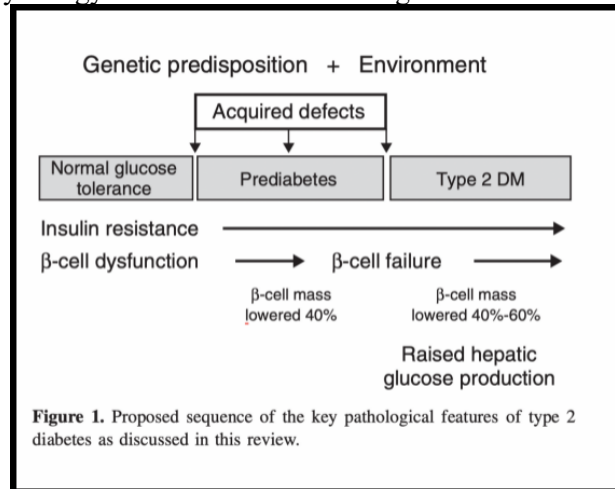 Genetic predisposition + Environment
Acquired defects
Normal glucose
tolerance
Prediabetes
Type 2 DM
Insulin resistance
β-cell dysfunction
β-cell failure
β-cell mass
lowered 40%
β-cell mass
lowered 40%-60%
Raised hepatic
glucose production
Figure 1. Proposed sequence of the key pathological features of type 2
diabetes as discussed in this review.